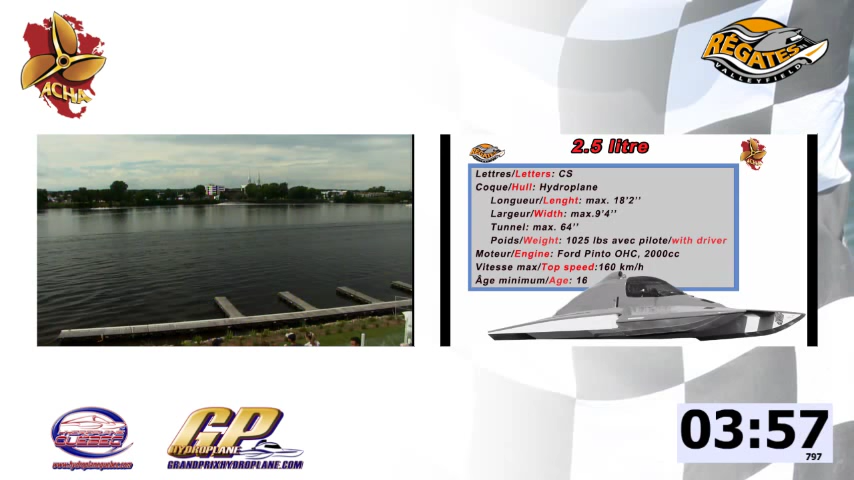 ACHA
RÉGATES
VALLEYFIELD
2.5 litre
Lettres/Letters: CS
Coque/Hull: Hydroplane
Longueur/Lenght: max. 18'2''
Largeur/Width: max.9'4''
Tunnel: max. 64''
Poids/Weight: 1025 lbs avec pilote/with driver
Moteur/Engine: Ford Pinto OHC, 2000cc
Vitesse max/Top speed:160 km/h
Âge minimum/Age: 16
GP
HYDROPLANE
GRANDPRIXHYDROPLANE.COM
03:57
797